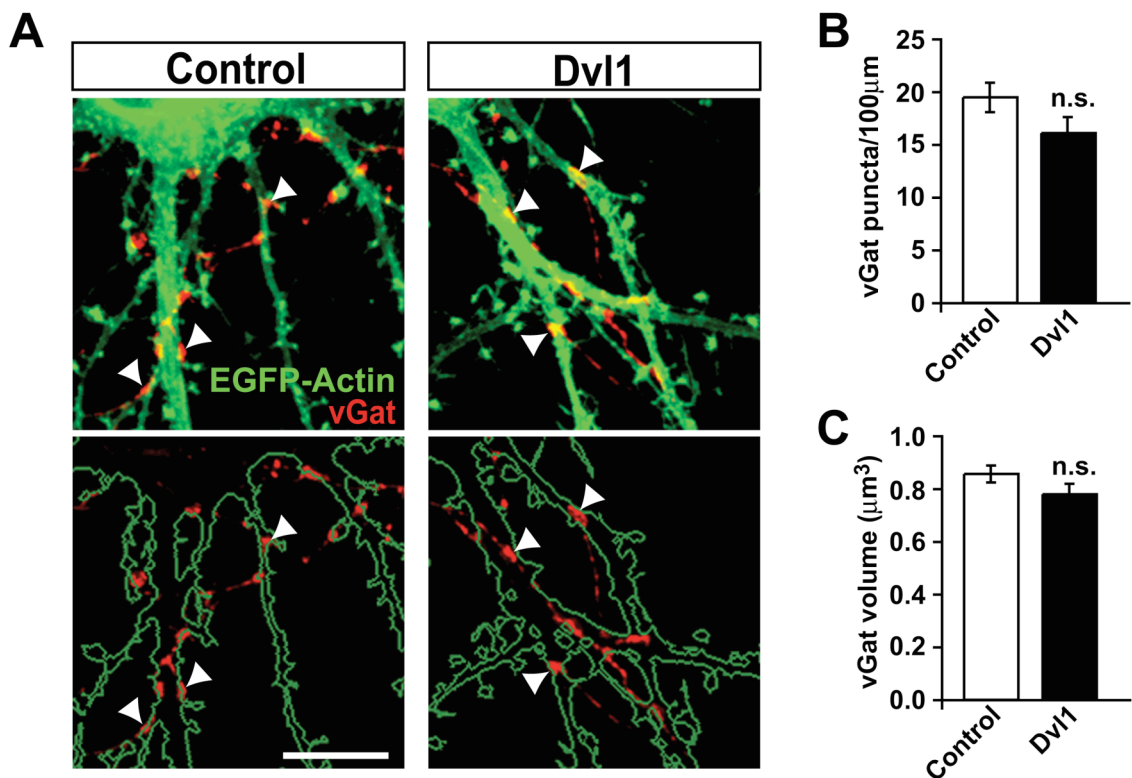 A
Control
Dvl1
EGFP-Actin
vGat
B
vGat puncta/100μm
25
20
15
10
5
0
n.s.
Control
Dvl1
C
vGat volume (μm³)
1.0
0.8
0.6
0.4
0.2
0.0
n.s.
Control
Dvl1